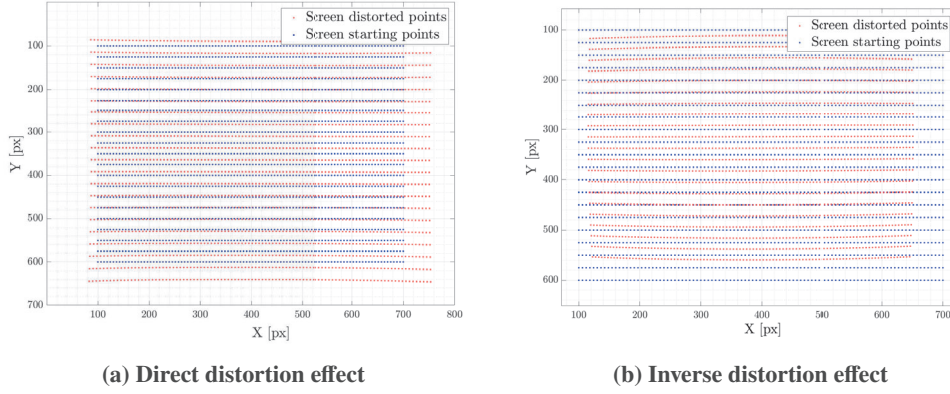 Screen distorted points
Screen starting points
100
200
300
400
500
600
700
Y [px]
100
200
300
400
500
600
700
800
X [px]
(a) Direct distortion effect
Screen distorted points
Screen starting points
100
200
300
400
500
600
Y [px]
100
200
300
400
500
600
700
X [px]
(b) Inverse distortion effect